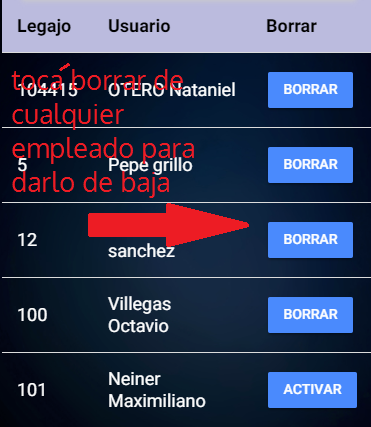 Legajo Usuario Borrar
tocá borrar de
104415 OTERO Nataniel BORRAR
cualquier
empleado para
5 Pepe grillo BORRAR
darlo de baja
12 sanchez BORRAR
100 Villegas Octavio BORRAR
101 Neiner Maximiliano ACTIVAR